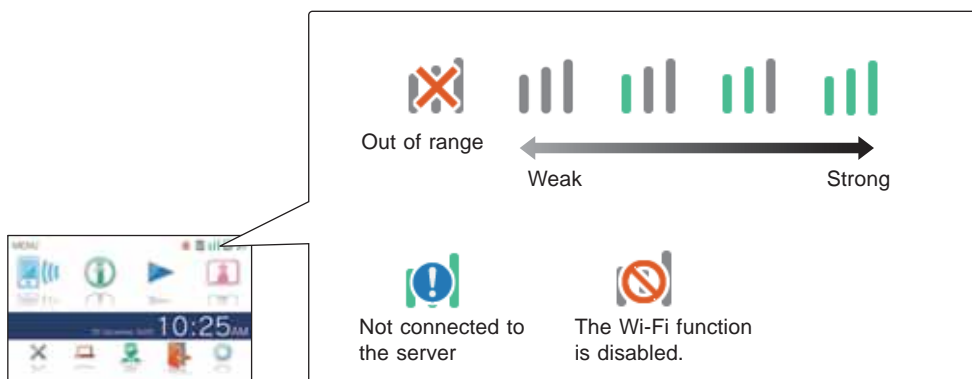 Out of range
Weak
Strong
MENU
10:25AM
Not connected to
the server
The Wi-Fi function
is disabled.